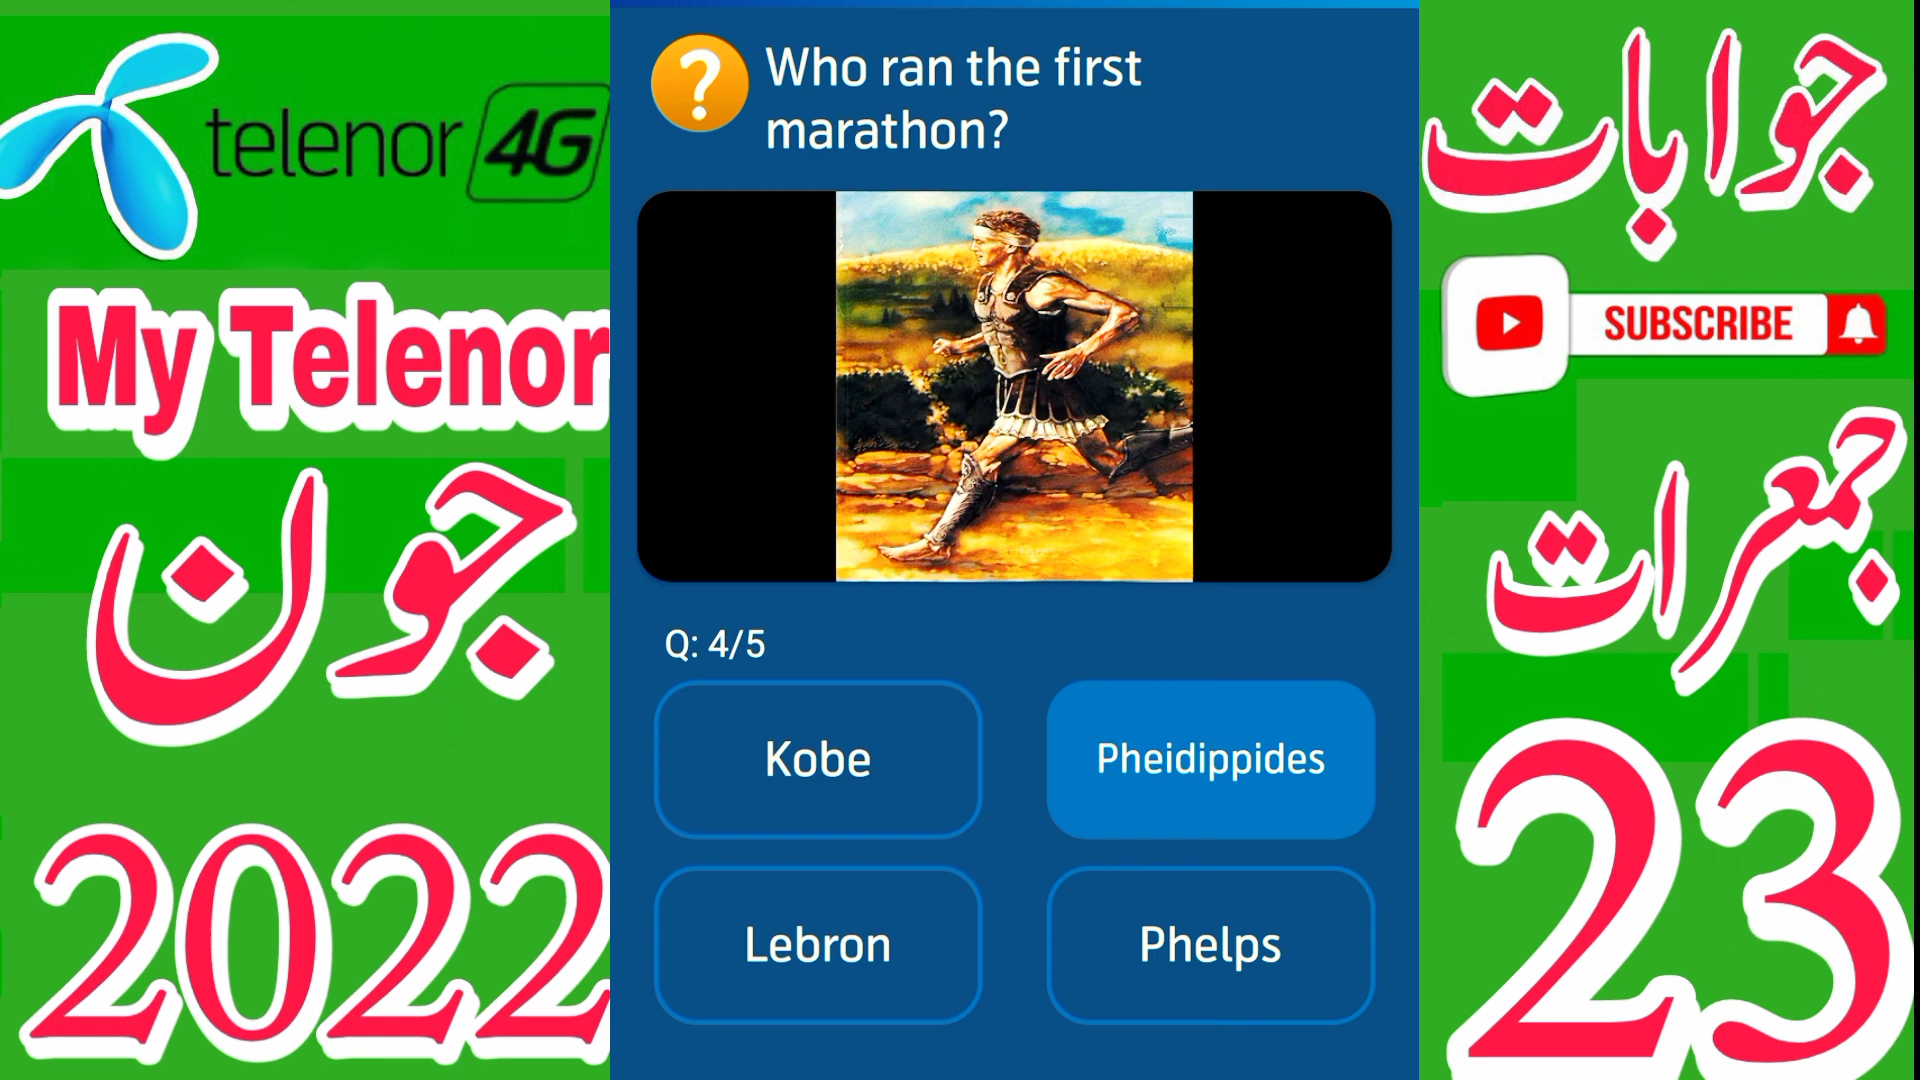 telenor 4G
My Telenor
جون
2022
?
Who ran the first
marathon?
Q: 4/5
Kobe
Pheidippides
Lebron
Phelps
جوابات
SUBSCRIBE
جمعرات
23